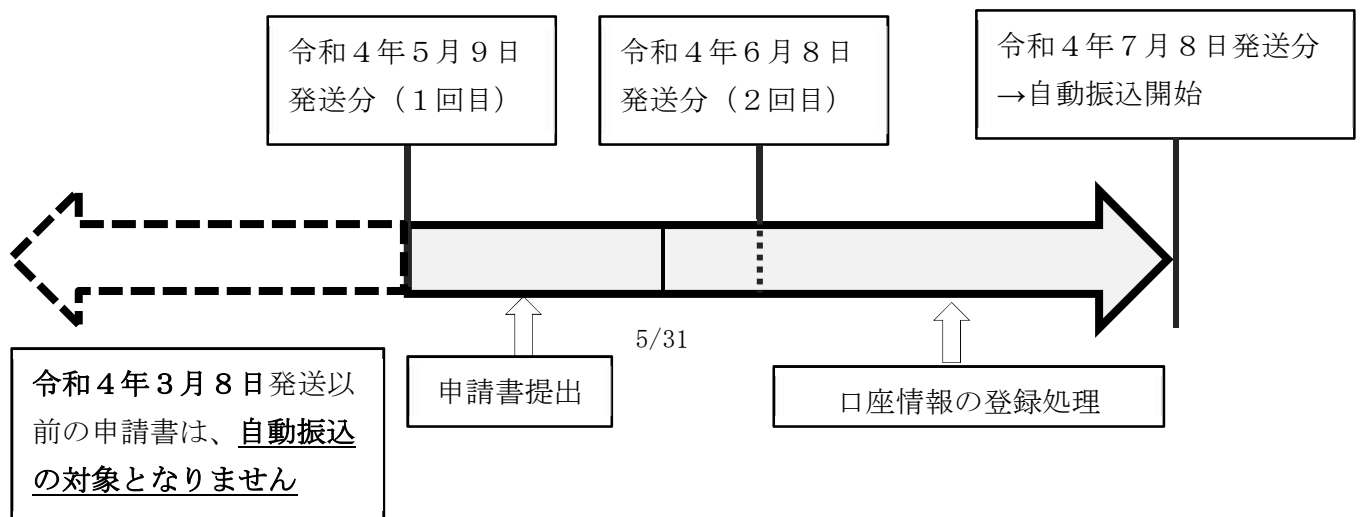 令和４年５月９日
発送分（１回目）
令和４年６月８日
発送分（２回目）
令和４年７月８日発送分
→自動振込開始
5/31
令和４年３月８日発送以
前の申請書は、自動振込
の対象となりません
申請書提出
口座情報の登録処理